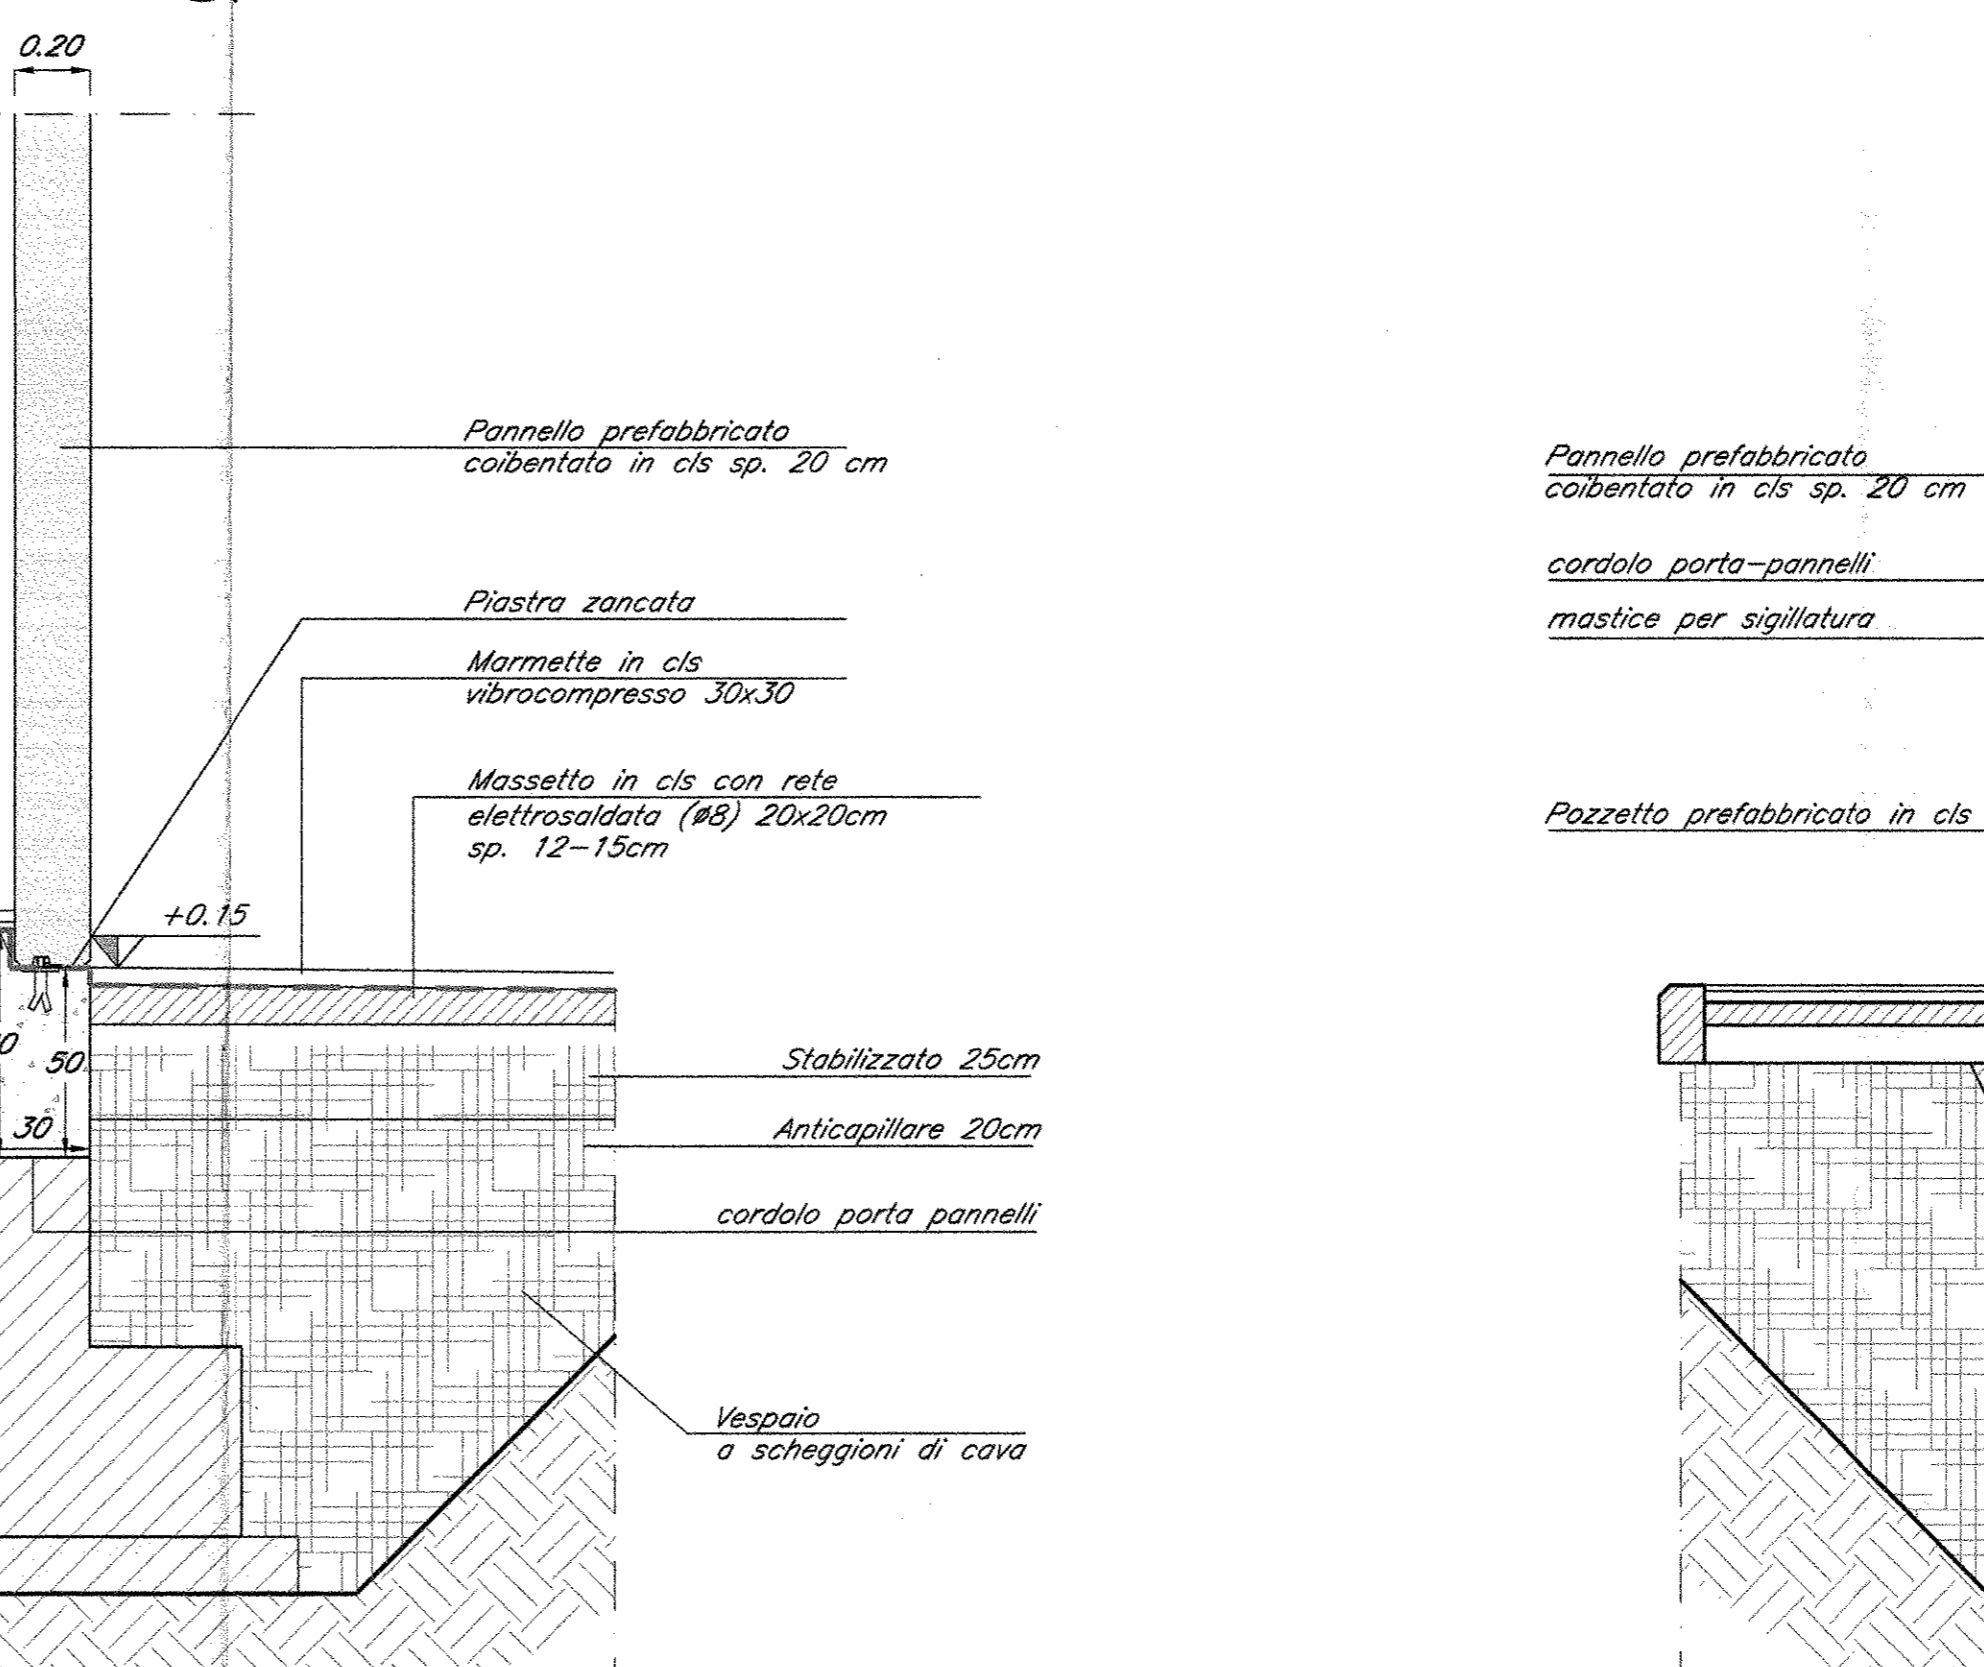 0.20
Pannello prefabbricato
coibentato in cls sp. 20 cm
Piastra zancata
Marmette in cls
vibrocompresso 30x30
Massetto in cls con rete
elettrosaldata (ø8) 20x20cm
sp. 12-15cm
+0.15
50
30
Stabilizzato 25cm
Anticapillare 20cm
cordolo porta pannelli
Vespaio
a scheggioni di cava
Pannello prefabbricato
coibentato in cls sp. 20 cm
cordolo porta-pannelli
mastice per sigillatura
Pozzetto prefabbricato in cls